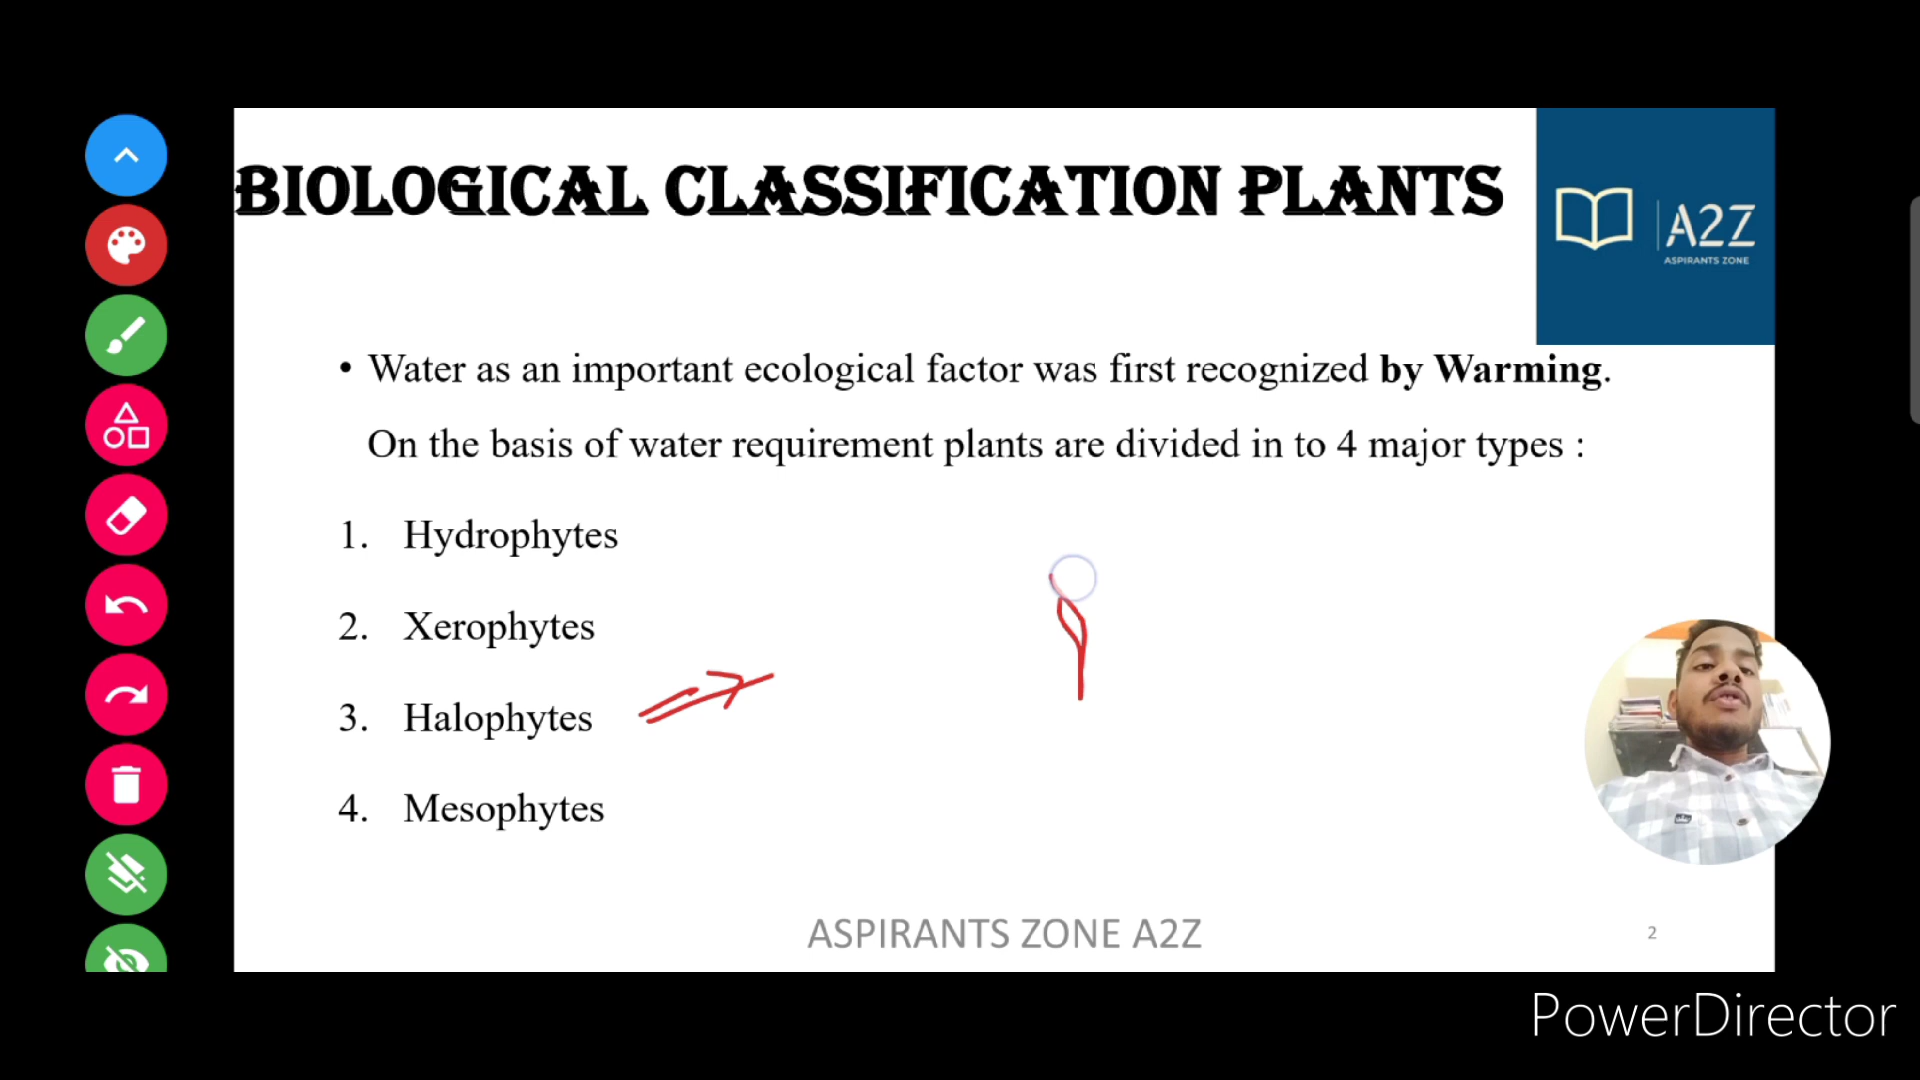 BIOLOGICAL CLASSIFICATION PLANTS
A2Z
ASPIRANTS ZONE
• Water as an important ecological factor was first recognized by Warming.
On the basis of water requirement plants are divided in to 4 major types :
1. Hydrophytes
2. Xerophytes
3. Halophytes
4. Mesophytes
ASPIRANTS ZONE A2Z
2
PowerDirector